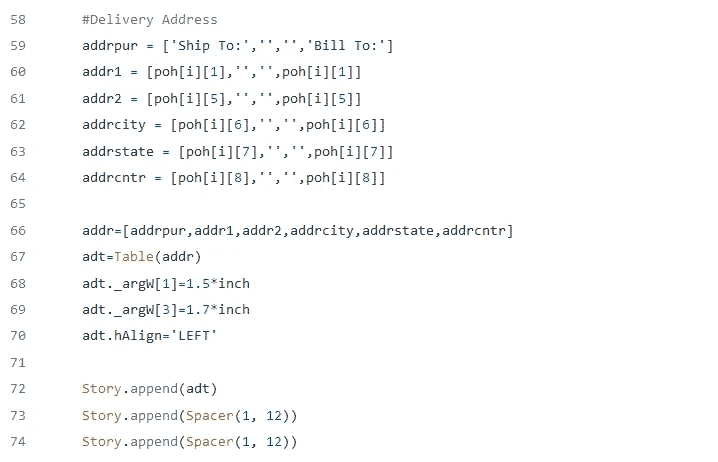 58 #Delivery Address
59 addrpur = ['Ship To:','','','Bill To:']
60 addr1 = [poh[i][1],'','',poh[i][1]]
61 addr2 = [poh[i][5],'','',poh[i][5]]
62 addrcity = [poh[i][6],'','',poh[i][6]]
63 addrstate = [poh[i][7],'','',poh[i][7]]
64 addrcntr = [poh[i][8],'','',poh[i][8]]
65
66 addr=[addrpur,addr1,addr2,addrcity,addrstate,addrcntr]
67 adt=Table(addr)
68 adt._argW[1]=1.5*inch
69 adt._argW[3]=1.7*inch
70 adt.hAlign='LEFT'
71
72 Story.append(adt)
73 Story.append(Spacer(1, 12))
74 Story.append(Spacer(1, 12))